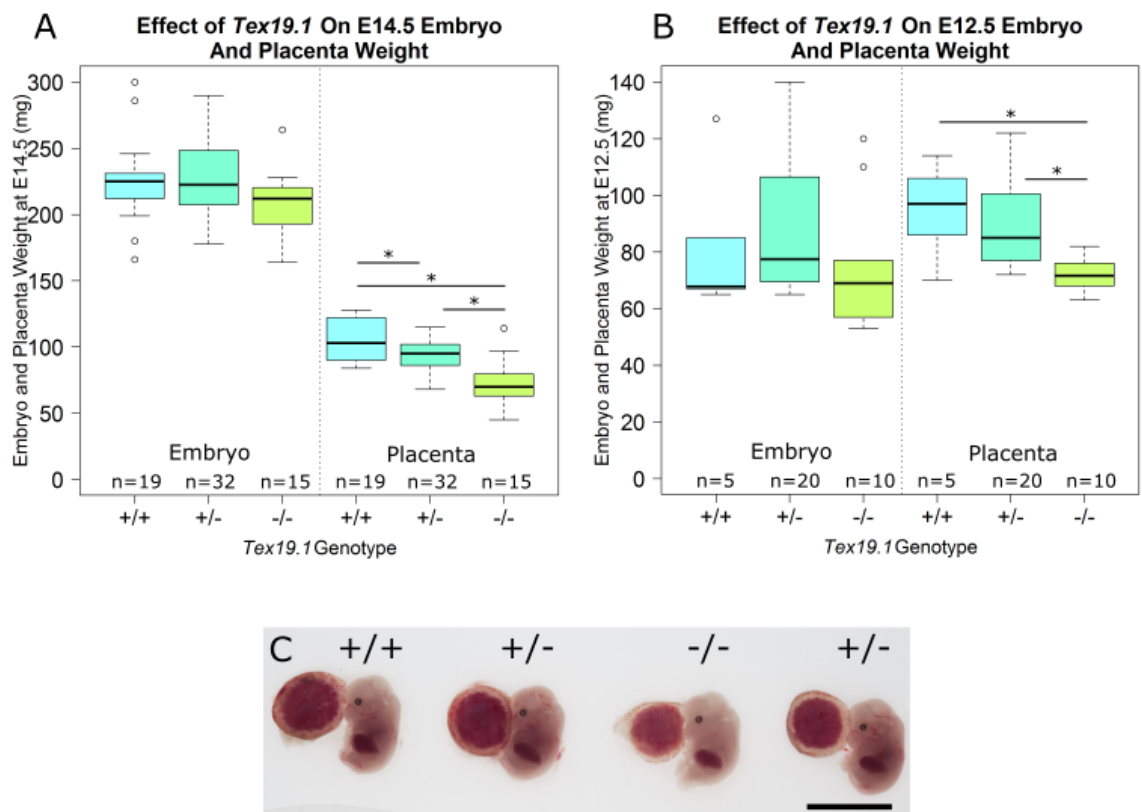 A
Effect of Tex19.1 On E14.5 Embryo
And Placenta Weight
Embryo and Placenta Weight at E14.5 (mg)
300
250
200
150
100
50
0
*
*
*
Embryo
Placenta
n=19 n=32 n=15 n=19 n=32 n=15
+/+ +/- -/- +/+ +/- -/-
Tex19.1 Genotype
B
Effect of Tex19.1 On E12.5 Embryo
And Placenta Weight
Embryo and Placenta Weight at E12.5 (mg)
140
120
100
80
60
40
20
0
*
*
Embryo
Placenta
n=5 n=20 n=10 n=5 n=20 n=10
+/+ +/- -/- +/+ +/- -/-
Tex19.1 Genotype
C +/+ +/- -/- +/-